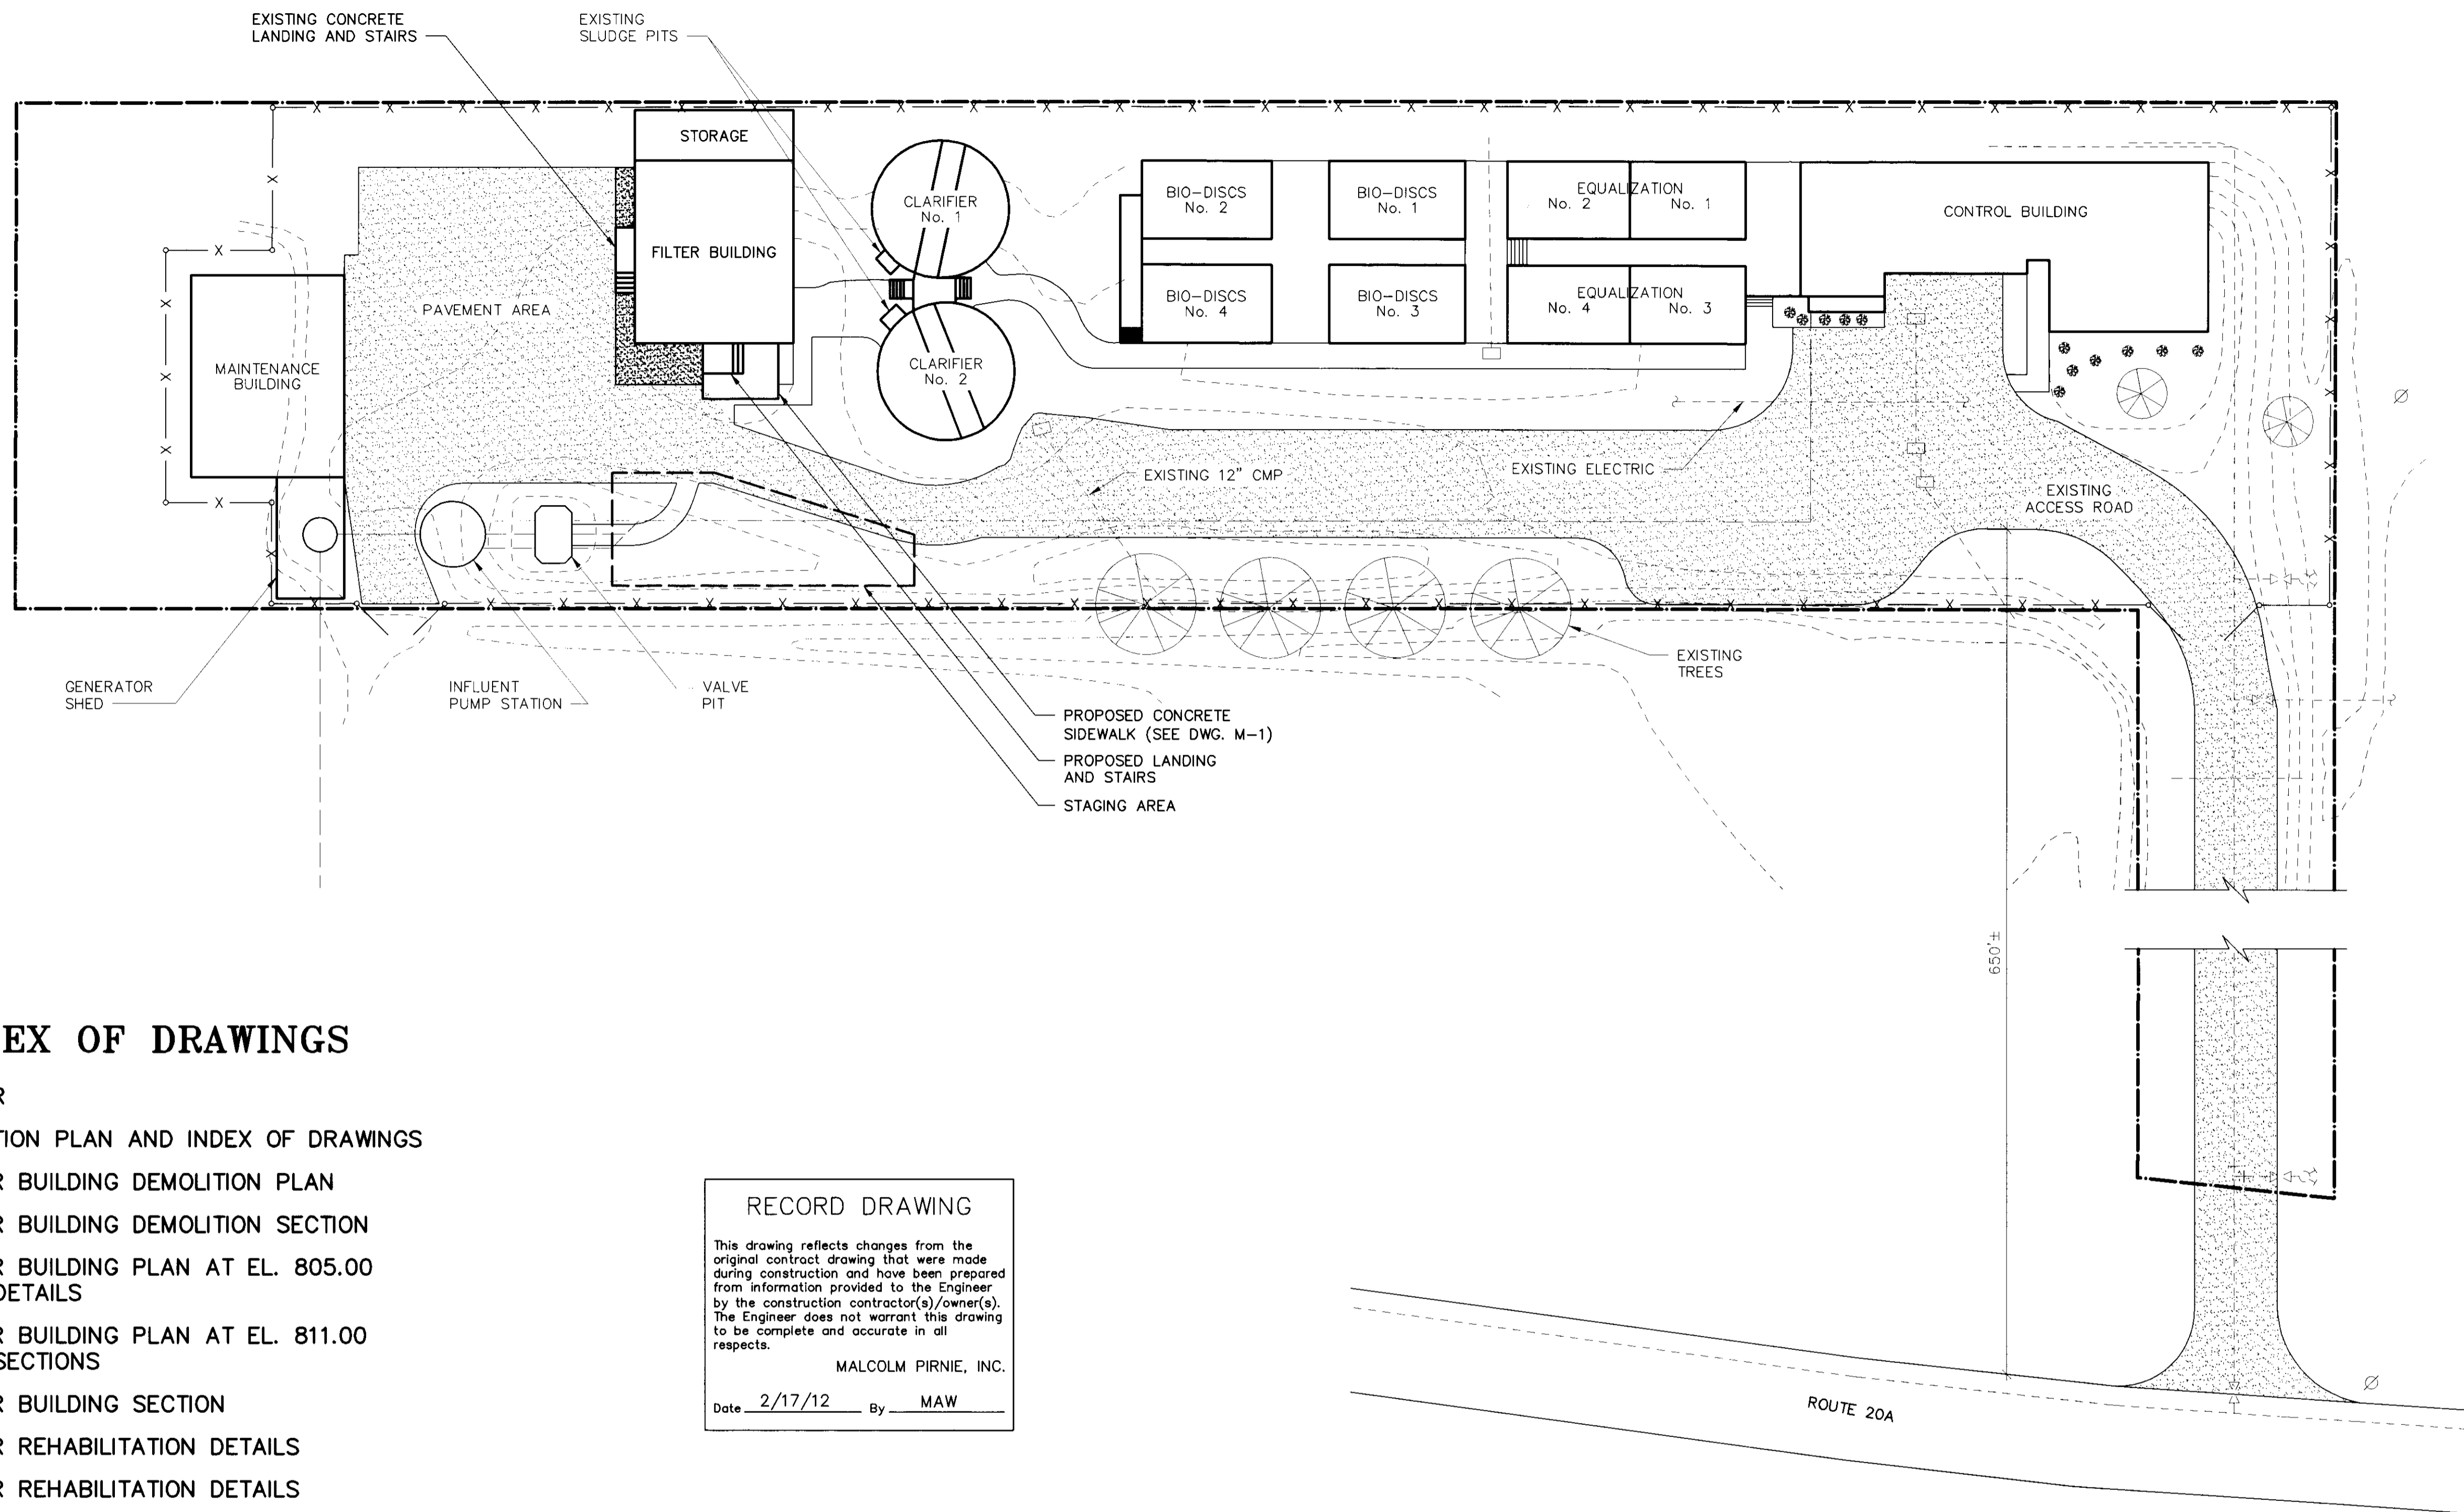 EXISTING CONCRETE
LANDING AND STAIRS
EXISTING
SLUDGE PITS
STORAGE
FILTER BUILDING
PAVEMENT AREA
MAINTENANCE
BUILDING
CLARIFIER
No. 1
CLARIFIER
No. 2
BIO-DISCS
No. 2
BIO-DISCS
No. 1
EQUALIZATION
No. 2 No. 1
BIO-DISCS
No. 4
BIO-DISCS
No. 3
EQUALIZATION
No. 4 No. 3
CONTROL BUILDING
EXISTING 12" CMP
EXISTING ELECTRIC
EXISTING
ACCESS ROAD
GENERATOR
SHED
INFLUENT
PUMP STATION
VALVE
PIT
EXISTING
TREES
PROPOSED CONCRETE
SIDEWALK (SEE DWG. M-1)
PROPOSED LANDING
AND STAIRS
STAGING AREA
650'±
EX OF DRAWINGS
R
TION PLAN AND INDEX OF DRAWINGS
R BUILDING DEMOLITION PLAN
R BUILDING DEMOLITION SECTION
R BUILDING PLAN AT EL. 805.00
DETAILS
R BUILDING PLAN AT EL. 811.00
SECTIONS
R BUILDING SECTION
R REHABILITATION DETAILS
R REHABILITATION DETAILS
RECORD DRAWING
This drawing reflects changes from the
original contract drawing that were made
during construction and have been prepared
from information provided to the Engineer
by the construction contractor(s)/owner(s).
The Engineer does not warrant this drawing
to be complete and accurate in all
respects.
MALCOLM PIRNIE, INC.
Date 2/17/12 By MAW
ROUTE 20A